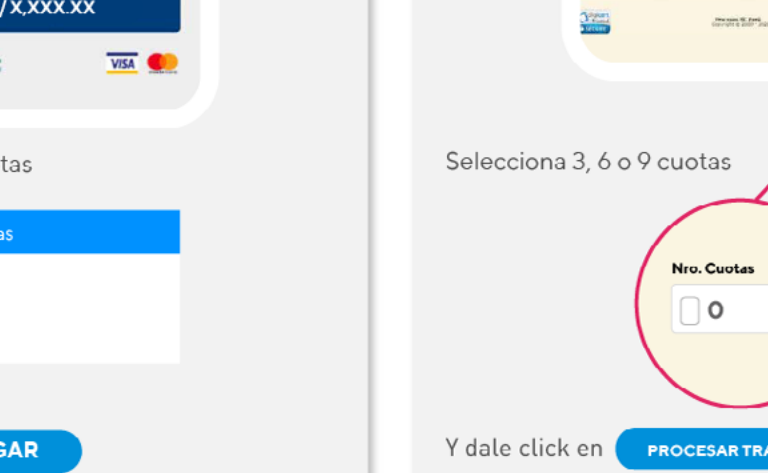 /X,XXX.XX
VISA
tas
as
GAR
Selecciona 3, 6 o 9 cuotas
Nro. Cuotas
0
Y dale click en PROCESAR TRA